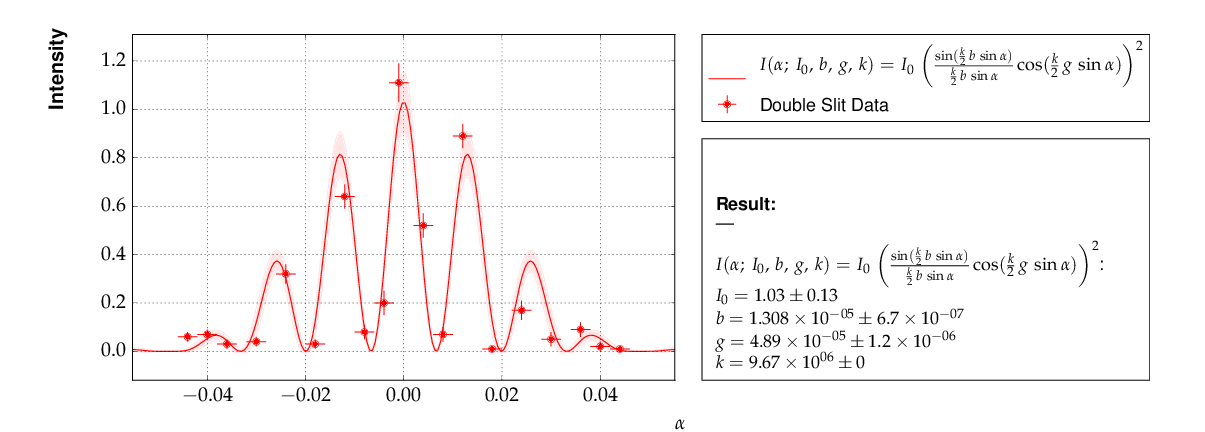 Intensity
1.2
1.0
0.8
0.6
0.4
0.2
0.0
−0.04 −0.02 0.00 0.02 0.04
α
I(α; I₀, b, g, k) = I₀ (sin(k/2 b sin α) / (k/2 b sin α) cos(k/2 g sin α))²
Double Slit Data
Result:
—
I(α; I₀, b, g, k) = I₀ (sin(k/2 b sin α) / (k/2 b sin α) cos(k/2 g sin α))²:
I₀ = 1.03 ± 0.13
b = 1.308 × 10⁻⁰⁵ ± 6.7 × 10⁻⁰⁷
g = 4.89 × 10⁻⁰⁵ ± 1.2 × 10⁻⁰⁶
k = 9.67 × 10⁰⁶ ± 0